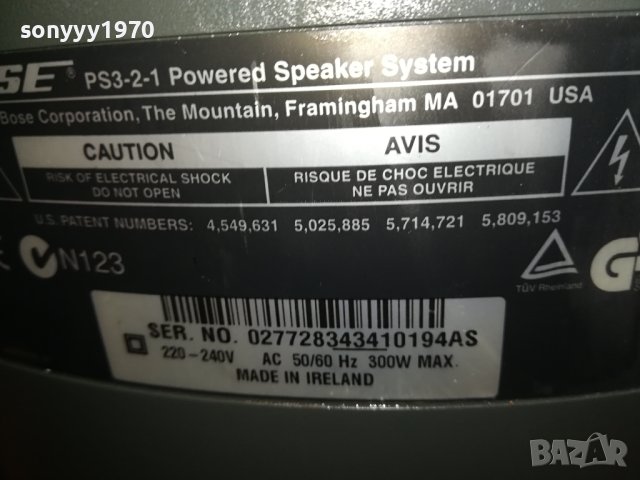 sonyyy1970
SE ® PS3-2-1 Powered Speaker System
Bose Corporation, The Mountain, Framingham MA 01701 USA
CAUTION
RISK OF ELECTRICAL SHOCK
DO NOT OPEN
AVIS
RISQUE DE CHOC ELECTRIQUE
NE PAS OUVRIR
U.S. PATENT NUMBERS: 4,549,631 5,025,885 5,714,721 5,809,153
N123
TÜV Rheinland
G
SER. NO. 027728343410194AS
220-240V AC 50/60 Hz 300W MAX.
MADE IN IRELAND
BAZAR